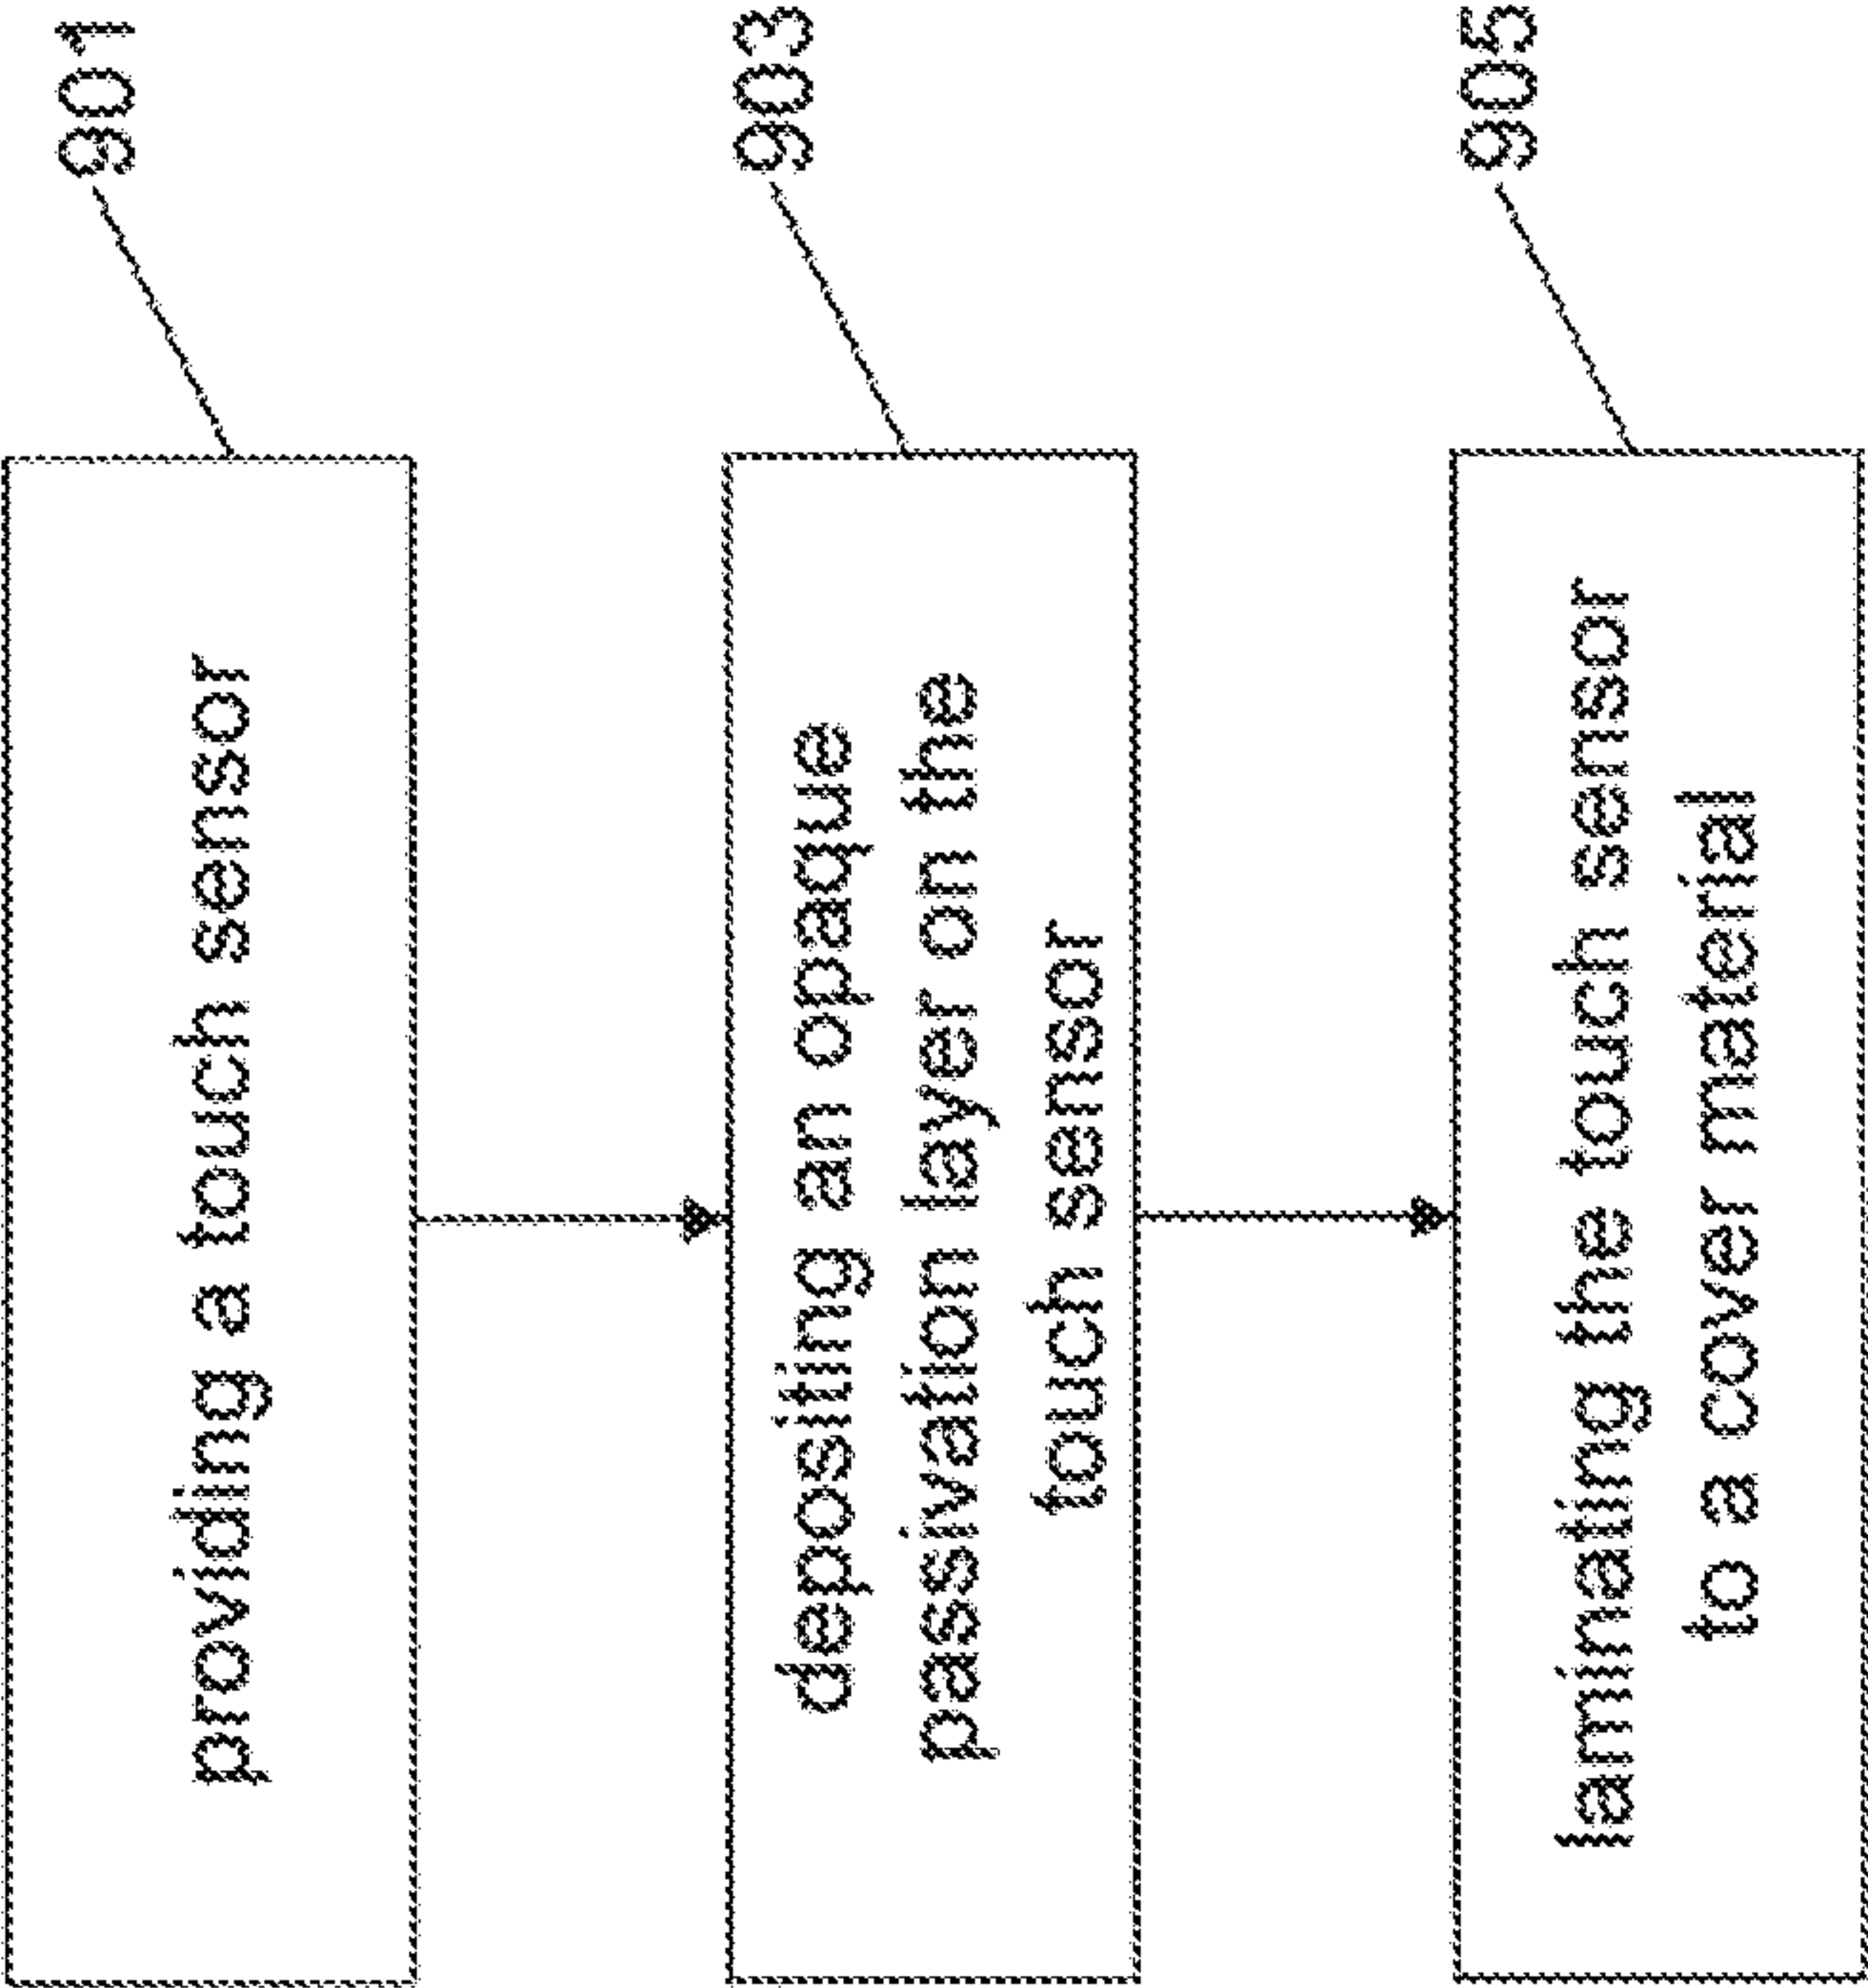 providing a touch sensor
901
depositing an opaque
passivation layer on the
touch sensor
903
laminating the touch sensor
to a cover material
905